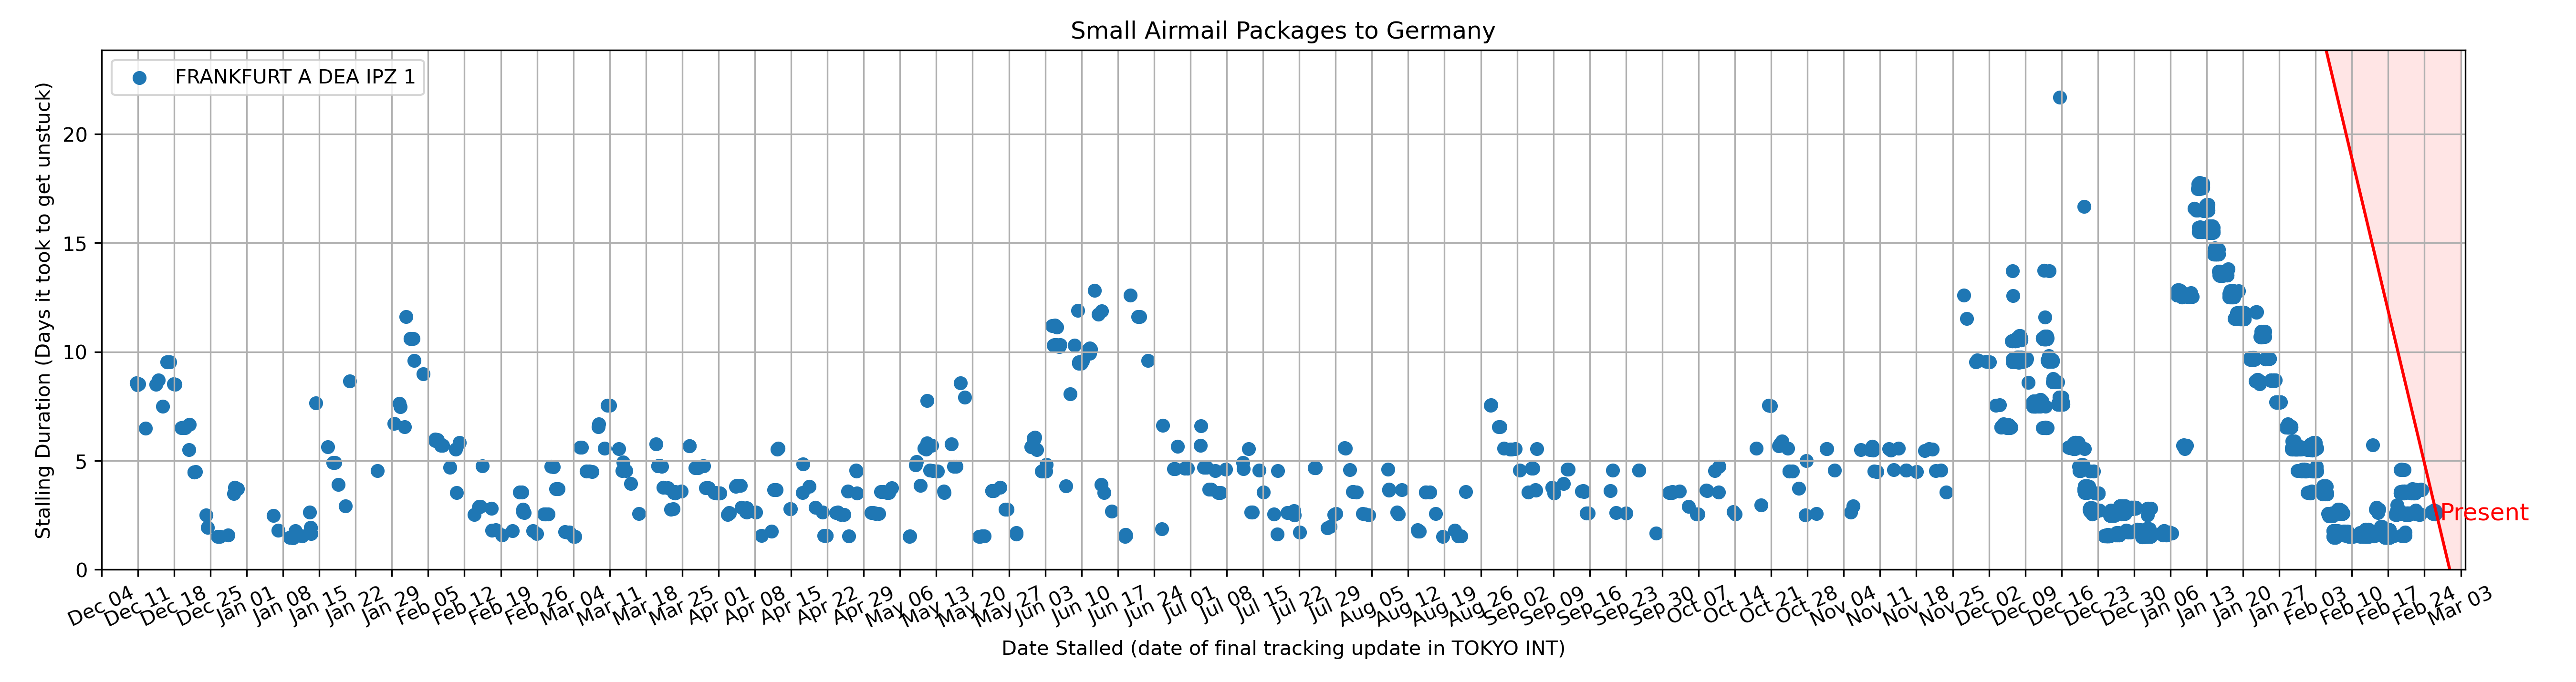 Small Airmail Packages to Germany
FRANKFURT A DEA IPZ 1
Stalling Duration (Days it took to get unstuck)
20
15
10
5
0
Present
Dec 04
Dec 11
Dec 18
Dec 25
Jan 01
Jan 08
Jan 15
Jan 22
Jan 29
Feb 05
Feb 12
Feb 19
Feb 26
Mar 04
Mar 11
Mar 18
Mar 25
Apr 01
Apr 08
Apr 15
Apr 22
Apr 29
May 06
May 13
May 20
May 27
Jun 03
Jun 10
Jun 17
Jun 24
Jul 01
Jul 08
Jul 15
Jul 22
Jul 29
Aug 05
Aug 12
Aug 19
Aug 26
Sep 02
Sep 09
Sep 16
Sep 23
Sep 30
Oct 07
Oct 14
Oct 21
Oct 28
Nov 04
Nov 11
Nov 18
Nov 25
Dec 02
Dec 09
Dec 16
Dec 23
Dec 30
Jan 06
Jan 13
Jan 20
Jan 27
Feb 03
Feb 10
Feb 17
Feb 24
Mar 03
Date Stalled (date of final tracking update in TOKYO INT)